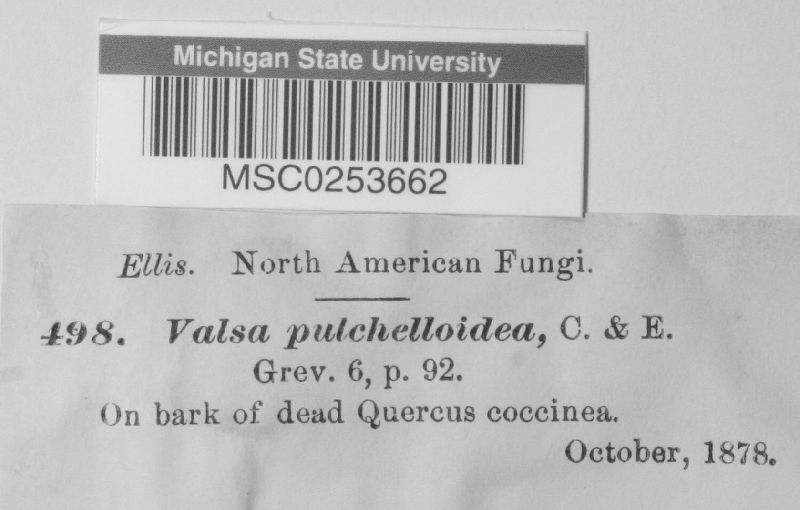 Michigan State University
MSC0253662
Ellis. North American Fungi.
498. Valsa pulchelloidea, C. & E.
Grev. 6, p. 92.
On bark of dead Quercus coccinea.
October, 1878.